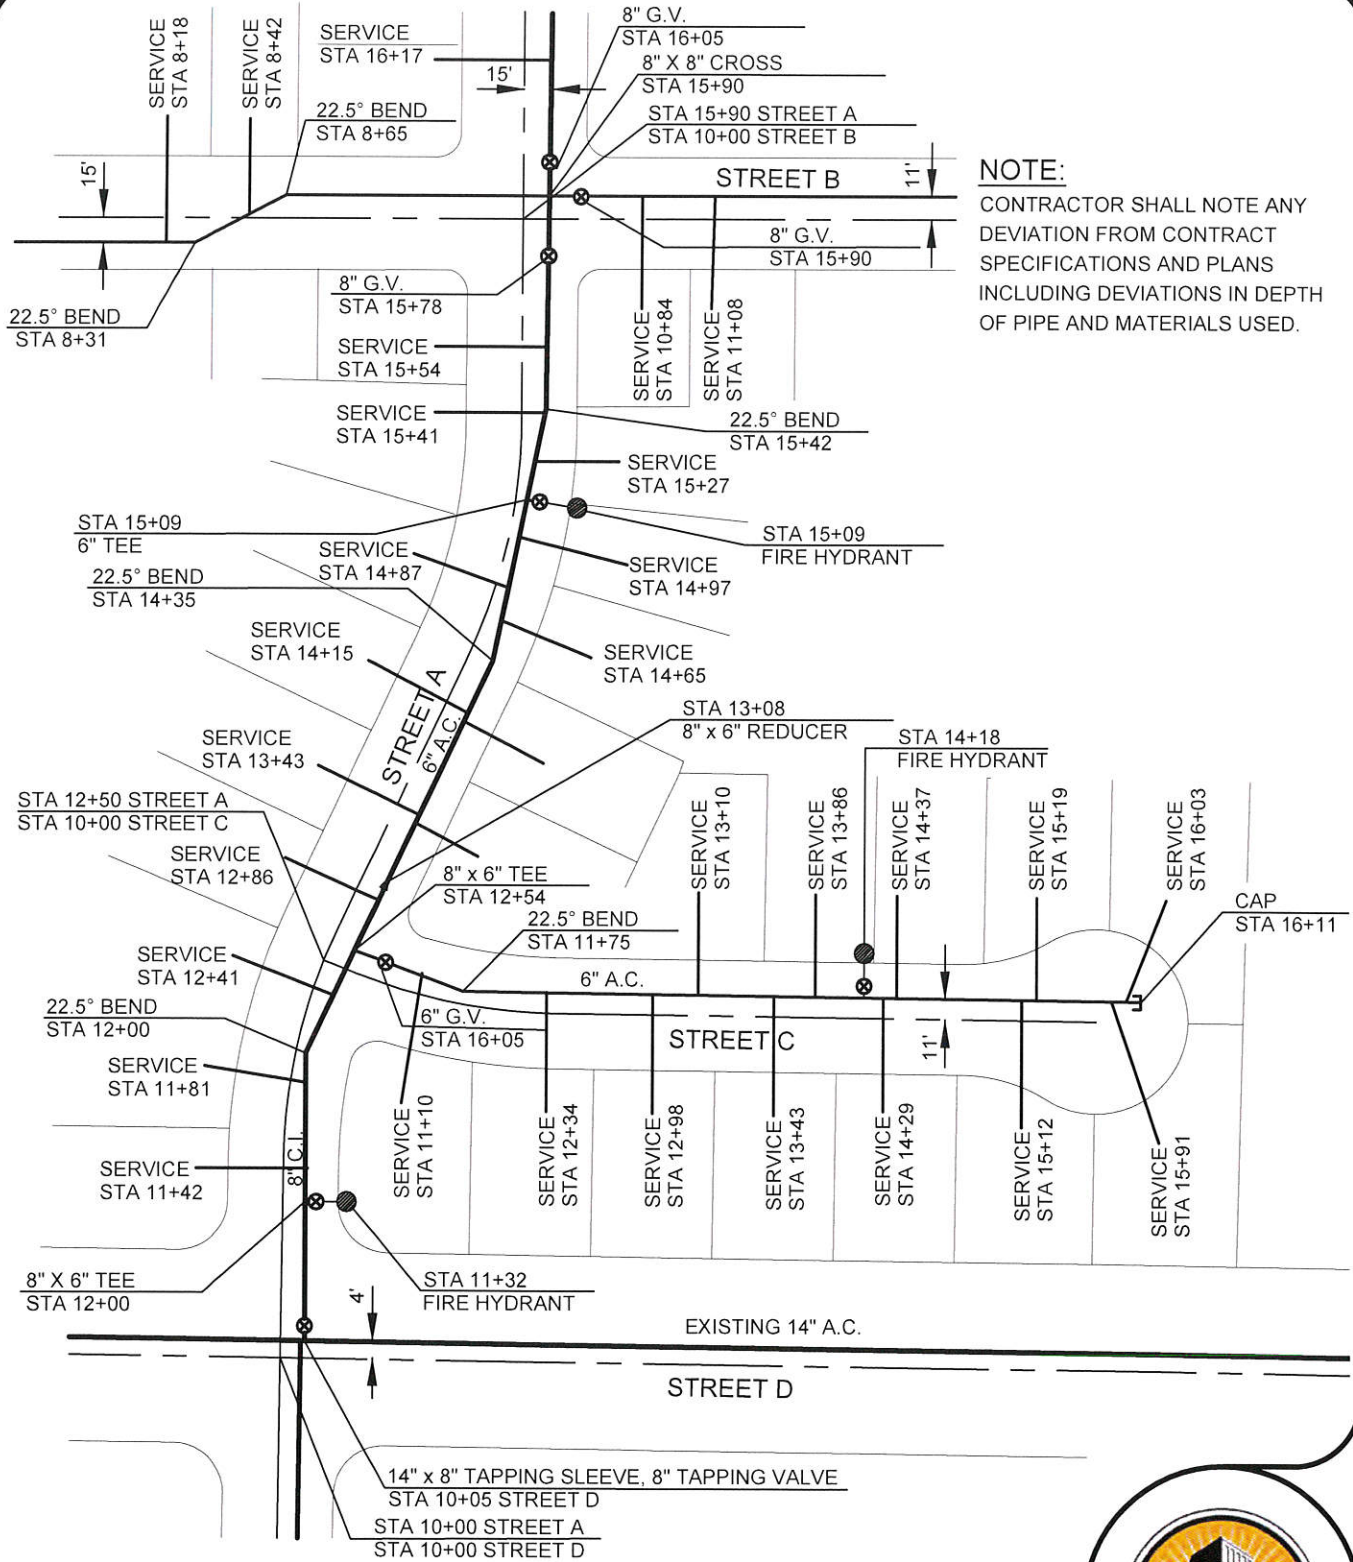 SERVICE
STA 8+18
SERVICE
STA 8+42
SERVICE
STA 16+17
8" G.V.
STA 16+05
8" X 8" CROSS
STA 15+90
15'
22.5° BEND
STA 8+65
STA 15+90 STREET A
STA 10+00 STREET B
15'
STREET B
11'
NOTE:
CONTRACTOR SHALL NOTE ANY
DEVIATION FROM CONTRACT
SPECIFICATIONS AND PLANS
INCLUDING DEVIATIONS IN DEPTH
OF PIPE AND MATERIALS USED.
8" G.V.
STA 15+90
8" G.V.
STA 15+78
22.5° BEND
STA 8+31
SERVICE
STA 15+54
SERVICE
STA 10+84
SERVICE
STA 11+08
SERVICE
STA 15+41
22.5° BEND
STA 15+42
SERVICE
STA 15+27
STA 15+09
6" TEE
STA 15+09
FIRE HYDRANT
SERVICE
STA 14+87
SERVICE
STA 14+97
22.5° BEND
STA 14+35
SERVICE
STA 14+15
SERVICE
STA 14+65
STREET A
6" A.C.
STA 13+08
8" x 6" REDUCER
STA 14+18
FIRE HYDRANT
SERVICE
STA 13+43
STA 12+50 STREET A
STA 10+00 STREET C
SERVICE
STA 12+86
8" x 6" TEE
STA 12+54
SERVICE
STA 13+10
SERVICE
STA 13+86
SERVICE
STA 14+37
SERVICE
STA 15+19
SERVICE
STA 16+03
CAP
STA 16+11
22.5° BEND
STA 11+75
SERVICE
STA 12+41
6" A.C.
22.5° BEND
STA 12+00
6" G.V.
STA 16+05
STREET C
11'
SERVICE
STA 11+81
SERVICE
STA 11+10
SERVICE
STA 12+34
SERVICE
STA 12+98
SERVICE
STA 13+43
SERVICE
STA 14+29
SERVICE
STA 15+12
SERVICE
STA 15+91
8" C.I.
SERVICE
STA 11+42
8" X 6" TEE
STA 12+00
STA 11+32
FIRE HYDRANT
4'
EXISTING 14" A.C.
STREET D
14" x 8" TAPPING SLEEVE, 8" TAPPING VALVE
STA 10+05 STREET D
STA 10+00 STREET A
STA 10+00 STREET D